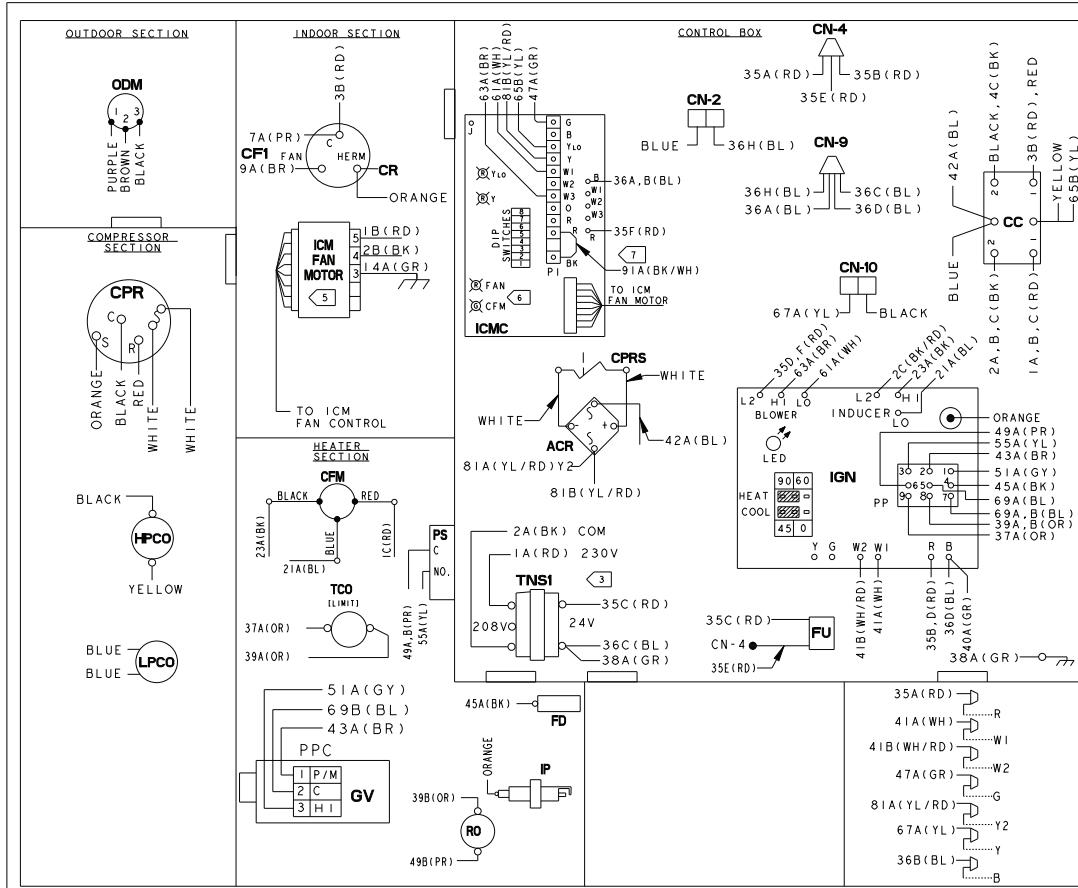 OUTDOOR SECTION
ODM
1 2 3
PURPLE
BROWN
BLACK
COMPRESSOR
SECTION
CPR
C
S
R
ORANGE
BLACK
RED
WHITE
WHITE
BLACK
HPCO
YELLOW
BLUE
BLUE
LPCO
INDOOR SECTION
3B(RD)
7A(PR)
C
CF1 FAN HERM CR
9A(BR)
ORANGE
ICM
FAN
MOTOR
5
5 1B(RD)
4 2B(BK)
3 14A(GR)
TO ICM
FAN CONTROL
HEATER
SECTION
CFM
BLACK
RED
BLUE
23A(BK)
21A(BL)
1C(RD)
PS
C
NO.
49A,B(PR)
55A(YL)
TCO
[LIMIT]
37A(OR)
39A(OR)
51A(GY)
69B(BL)
43A(BR)
PPC
1 P/M
2 C
3 HI
GV
45A(BK)
FD
ORANGE
IP
39B(OR)
RO
49B(PR)
CONTROL BOX
63A(BR)
61A(WH)
81B(YL/RD)
65B(YL)
47A(GR)
J
G
B
YLO
Y
W1
W2
W3
O
R
R
BK
P1
R YLO
R Y
DIP
SWITCHES
8
7
6
5
4
3
2
1
B
W1
W2
W3
R
36A,B(BL)
35F(RD)
7
91A(BK/WH)
R FAN
G CFM
6
ICMC
TO ICM
FAN MOTOR
CN-4
35A(RD)
35B(RD)
35E(RD)
CN-2
BLUE
36H(BL)
CN-9
36H(BL)
36C(BL)
36A(BL)
36D(BL)
CN-10
67A(YL)
BLACK
42A(BL)
BLACK,4C(BK)
3B(RD),RED
YELLOW
65B(YL)
2
1
CC
2
1
BLUE
2A,B,C(BK)
1A,B,C(RD)
CPRS
WHITE
WHITE
ACR
- +
42A(BL)
81A(YL/RD)Y2
81B(YL/RD)
2A(BK) COM
1A(RD) 230V
3
TNS1
35C(RD)
208V
24V
36C(BL)
38A(GR)
35D,F(RD)
63A(BR)
61A(WH)
2C(BK/RD)
23A(BK)
21A(BL)
L2 HI LO
BLOWER
L2 HI
INDUCER
LO
LED
ORANGE
49A(PR)
55A(YL)
43A(BR)
51A(GY)
45A(BK)
69A(BL)
69A,B(BL)
39A,B(OR)
37A(OR)
IGN
3 2 1
6 5 4
9 8 7
PP
90 60
HEAT
COOL
45 0
Y G W2 W1 R B
41B(WH/RD)
41A(WH)
35B,D(RD)
36D(BL)
40A(GR)
35C(RD)
CN-4
FU
35E(RD)
38A(GR)
35A(RD)
R
41A(WH)
W1
41B(WH/RD)
W2
47A(GR)
G
81A(YL/RD)
Y2
67A(YL)
Y
36B(BL)
B